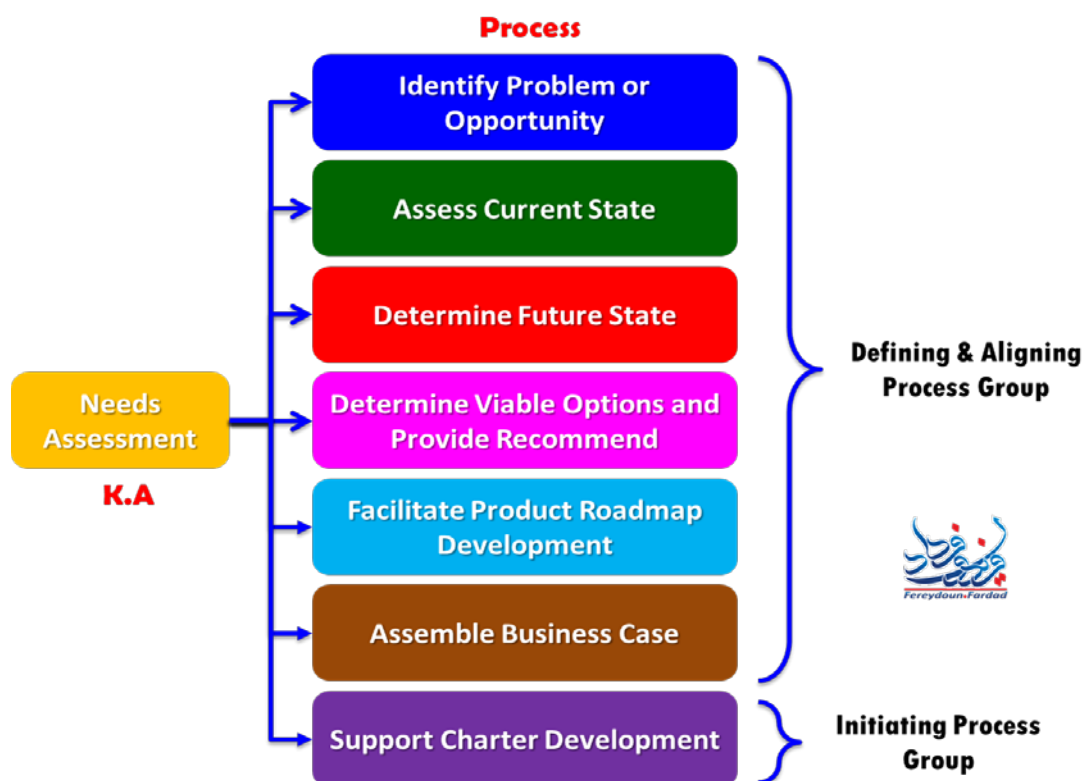 Process
Identify Problem or
Opportunity
Assess Current State
Determine Future State
Needs
Assessment
K.A
Determine Viable Options and
Provide Recommend
Facilitate Product Roadmap
Development
Assemble Business Case
Support Charter Development
Defining & Aligning
Process Group
فریدون فرداد
Fereydoun.Fardad
Initiating Process
Group